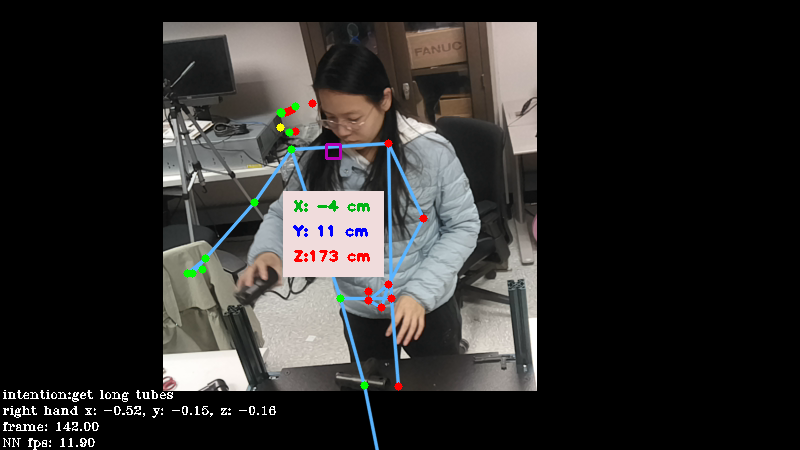 FANUC
X: -4 cm
Y: 11 cm
Z:173 cm
intention:get long tubes
right hand x: -0.52, y: -0.15, z: -0.16
frame: 142.00
NN fps: 11.90